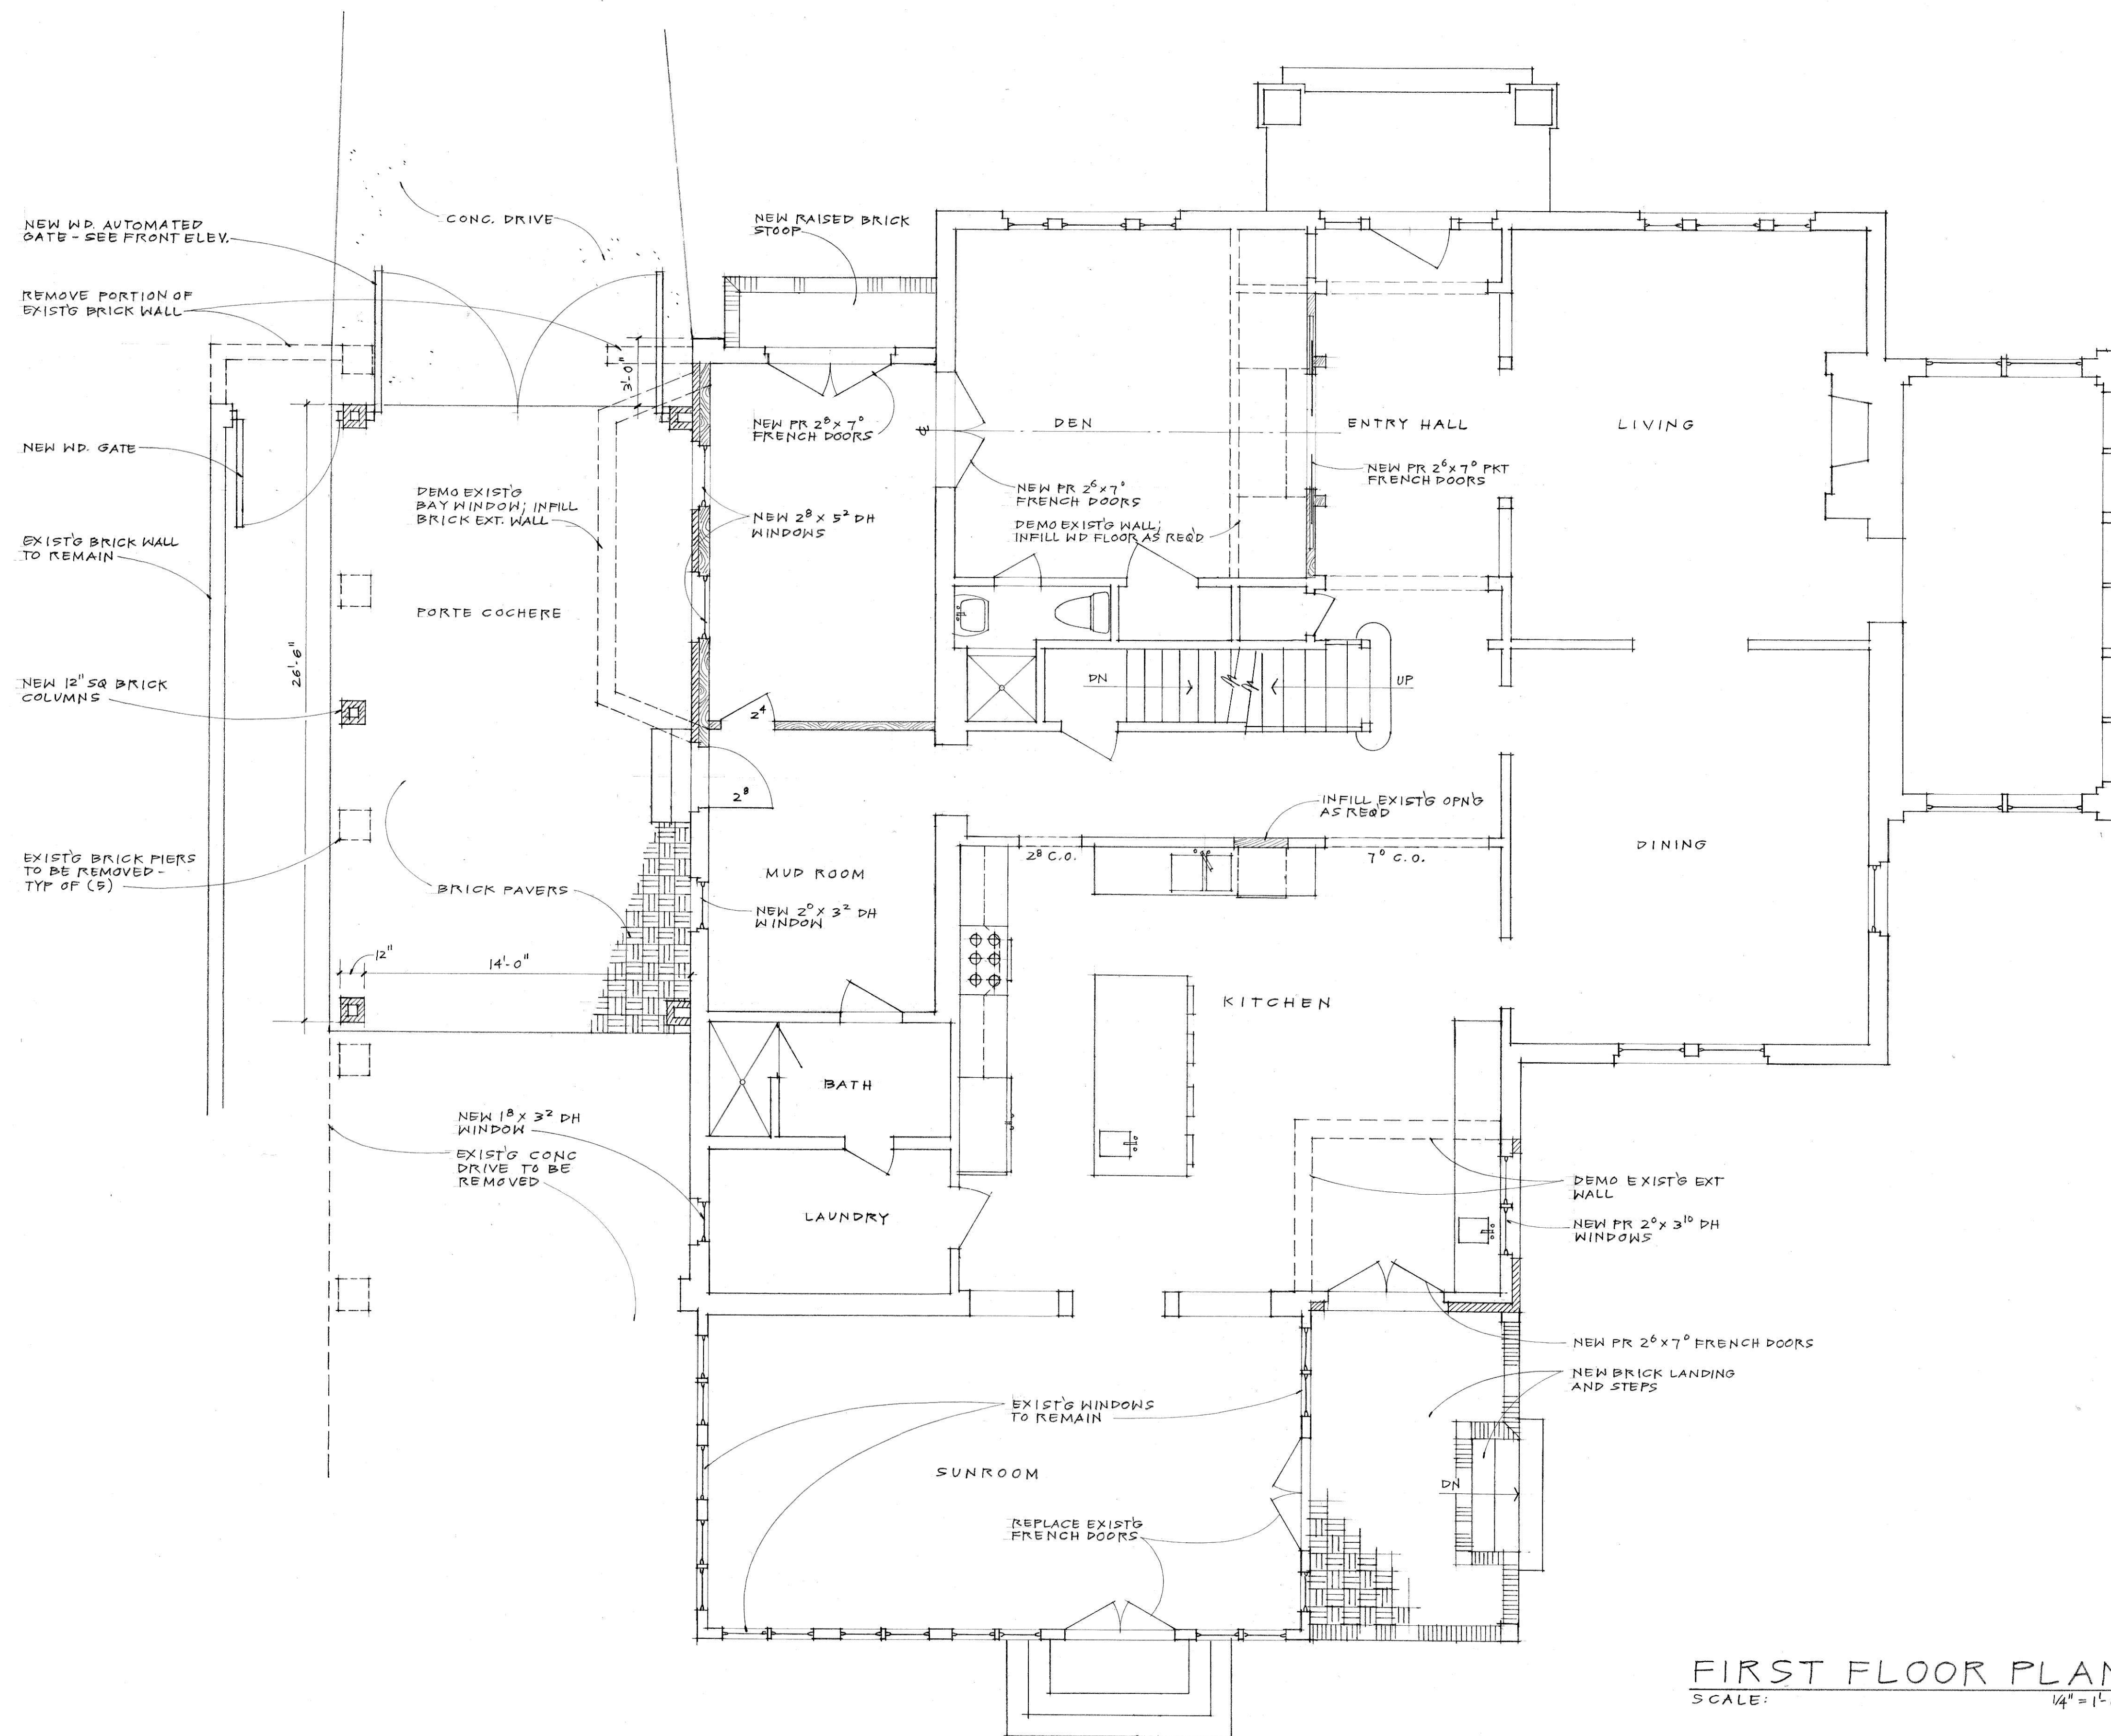 NEW WD. AUTOMATED
GATE - SEE FRONT ELEV.
CONC. DRIVE
NEW RAISED BRICK
STOOP
REMOVE PORTION OF
EXIST'G BRICK WALL
3'-0"
NEW WD. GATE
NEW PR 2⁸ x 7⁰
FRENCH DOORS
DEN
ENTRY HALL
LIVING
NEW PR 2⁶ x 7⁰ PKT
FRENCH DOORS
DEMO EXIST'G
BAY WINDOW; INFILL
BRICK EXT. WALL
NEW PR 2⁶ x 7⁰
FRENCH DOORS
NEW 2⁸ x 5² DH
WINDOWS
DEMO EXIST'G WALL;
INFILL WD FLOOR AS REQ'D
EXIST'G BRICK WALL
TO REMAIN
PORTE COCHERE
26'-6"
NEW 12" SQ BRICK
COLUMNS
DN
UP
2⁴
2⁸
INFILL EXIST'G OPN'G
AS REQ'D
EXIST'G BRICK PIERS
TO BE REMOVED -
TYP OF (5)
BRICK PAVERS
MUD ROOM
2⁸ C.O.
7⁰ C.O.
DINING
NEW 2⁰ x 3² DH
WINDOW
12"
14'-0"
KITCHEN
BATH
NEW 1⁸ x 3² DH
WINDOW
EXIST'G CONC
DRIVE TO BE
REMOVED
LAUNDRY
DEMO EXIST'G EXT
WALL
NEW PR 2⁰ x 3¹⁰ DH
WINDOWS
NEW PR 2⁶ x 7⁰ FRENCH DOORS
NEW BRICK LANDING
AND STEPS
EXIST'G WINDOWS
TO REMAIN
SUNROOM
DN
REPLACE EXIST'G
FRENCH DOORS
FIRST FLOOR PLAN
SCALE: 1/4" = 1'-